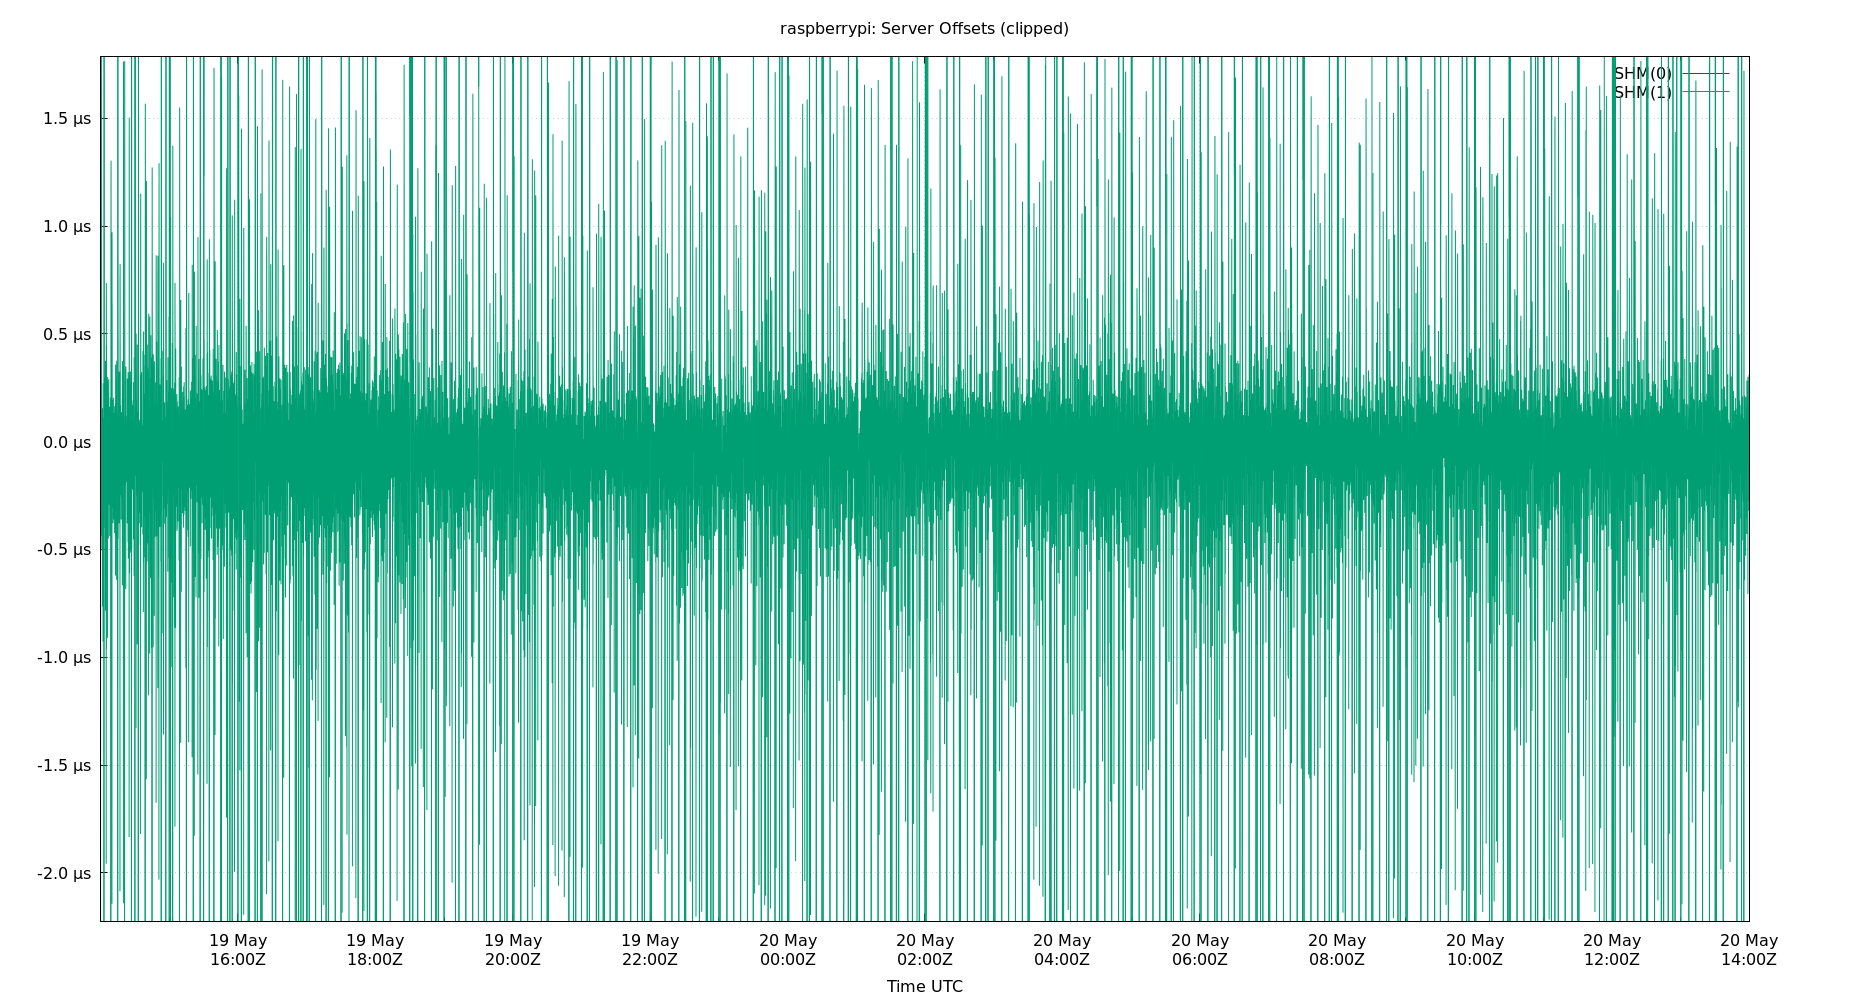 raspberrypi: Server Offsets (clipped)
SHM(0)
SHM(1)
1.5 µs
1.0 µs
0.5 µs
0.0 µs
-0.5 µs
-1.0 µs
-1.5 µs
-2.0 µs
19 May 19 May 19 May 19 May 20 May 20 May 20 May 20 May 20 May 20 May 20 May 20 May
16:00Z 18:00Z 20:00Z 22:00Z 00:00Z 02:00Z 04:00Z 06:00Z 08:00Z 10:00Z 12:00Z 14:00Z
Time UTC